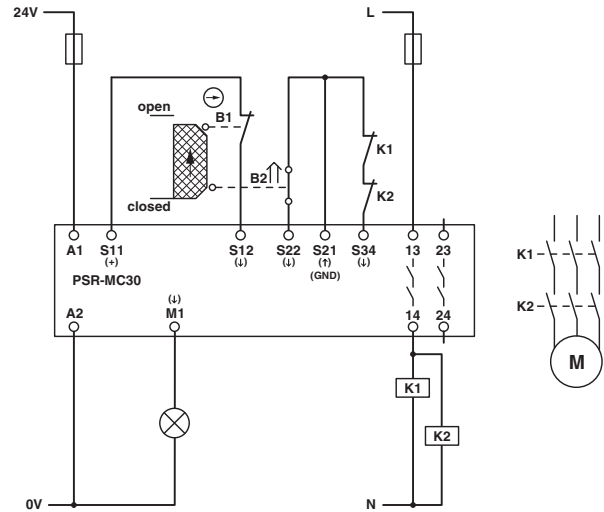 24V
L
open
B1
K1
B2
K2
closed
A1
S11
S12
S22
S21
S34
13
23
(+)
(↓)
(↓)
(↑)
(↓)
(GND)
PSR-MC30
A2
(↓)
M1
14
24
K1
K2
M
K1
K2
0V
N